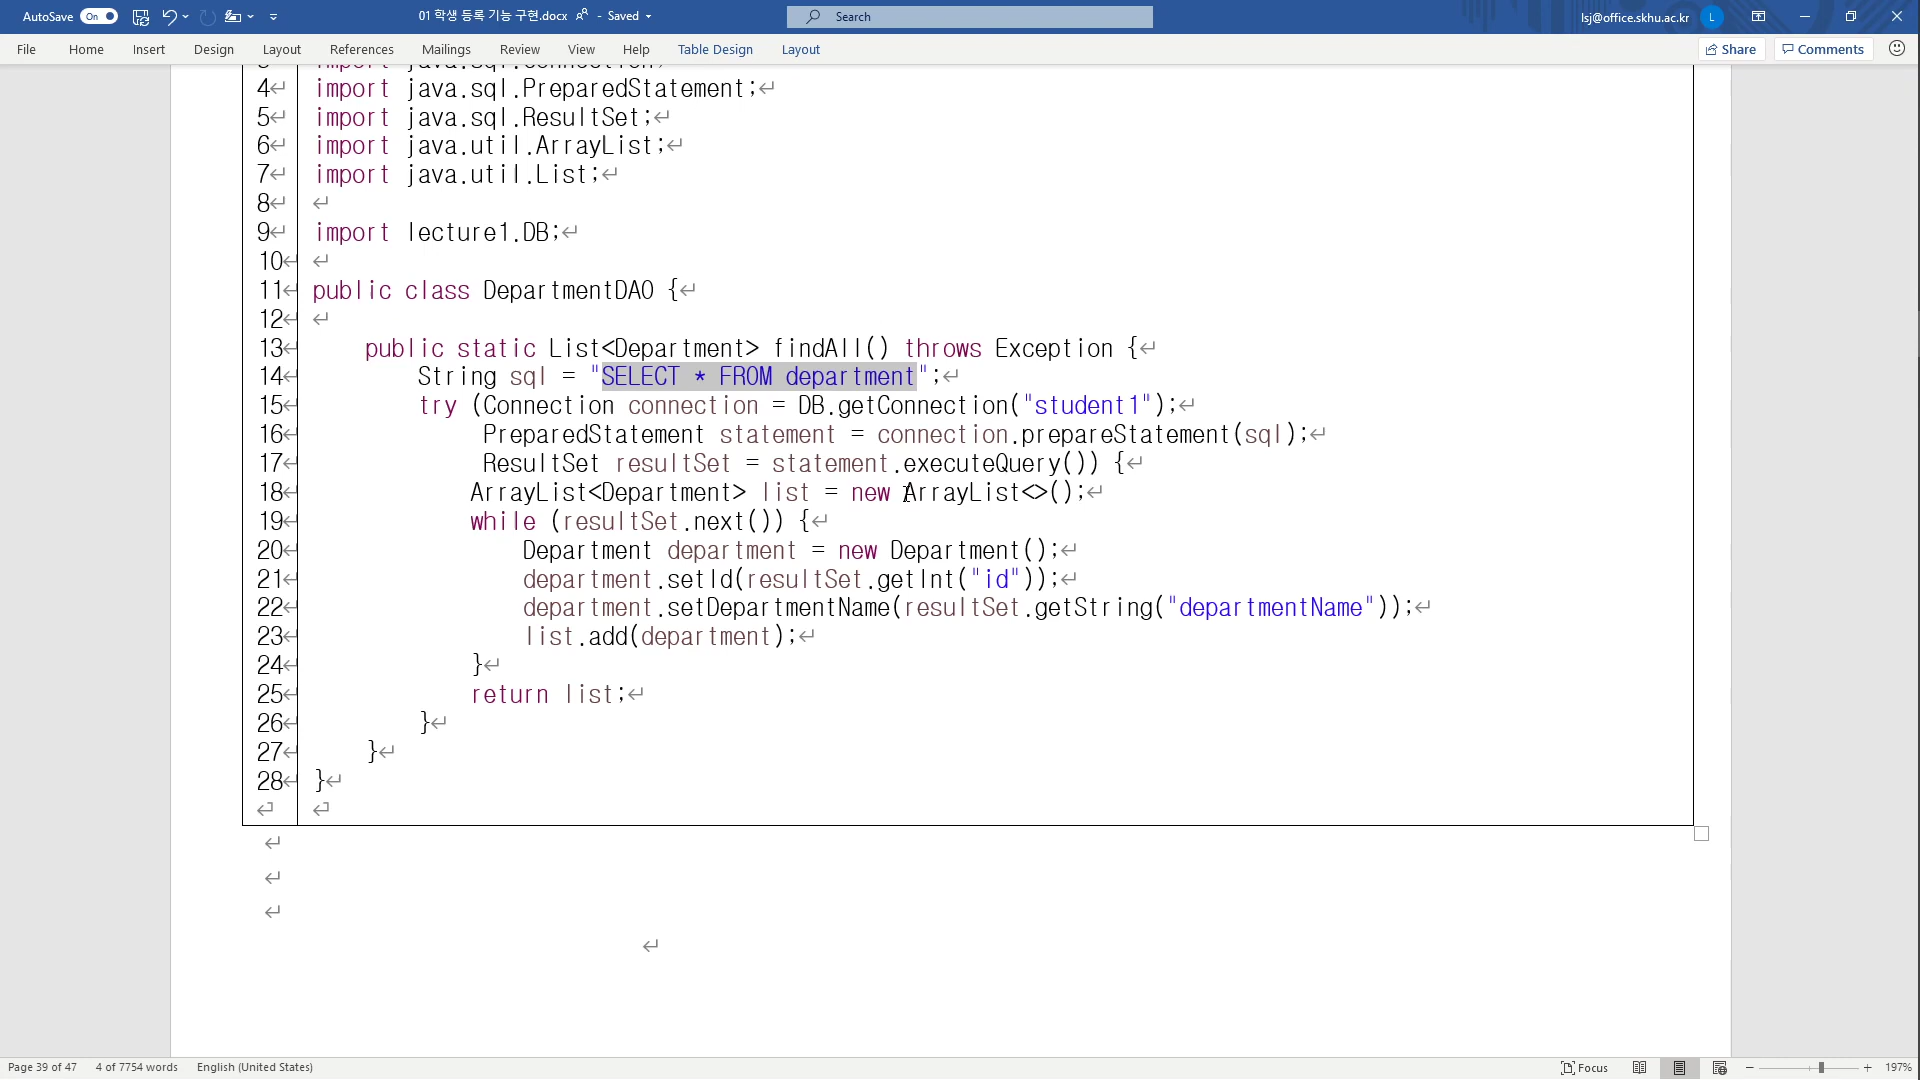 AutoSave On 01 학생 등록 기능 구현.docx - Saved Search lsj@office.skhu.ac.kr L
File Home Insert Design Layout References Mailings Review View Help Table Design Layout Share Comments
3 import java.sql.Connection;
4 import java.sql.PreparedStatement;
5 import java.sql.ResultSet;
6 import java.util.ArrayList;
7 import java.util.List;
8
9 import lecture1.DB;
10
11 public class DepartmentDAO {
12
13 public static List<Department> findAll() throws Exception {
14 String sql = "SELECT * FROM department";
15 try (Connection connection = DB.getConnection("student1");
16 PreparedStatement statement = connection.prepareStatement(sql);
17 ResultSet resultSet = statement.executeQuery()) {
18 ArrayList<Department> list = new ArrayList<>();
19 while (resultSet.next()) {
20 Department department = new Department();
21 department.setId(resultSet.getInt("id"));
22 department.setDepartmentName(resultSet.getString("departmentName"));
23 list.add(department);
24 }
25 return list;
26 }
27 }
28 }
Page 39 of 47 4 of 7754 words English (United States) Focus 197%